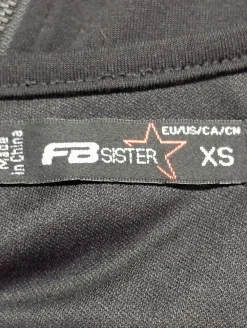 Made
in China
FB SISTER
EU/US/CA/CN
XS